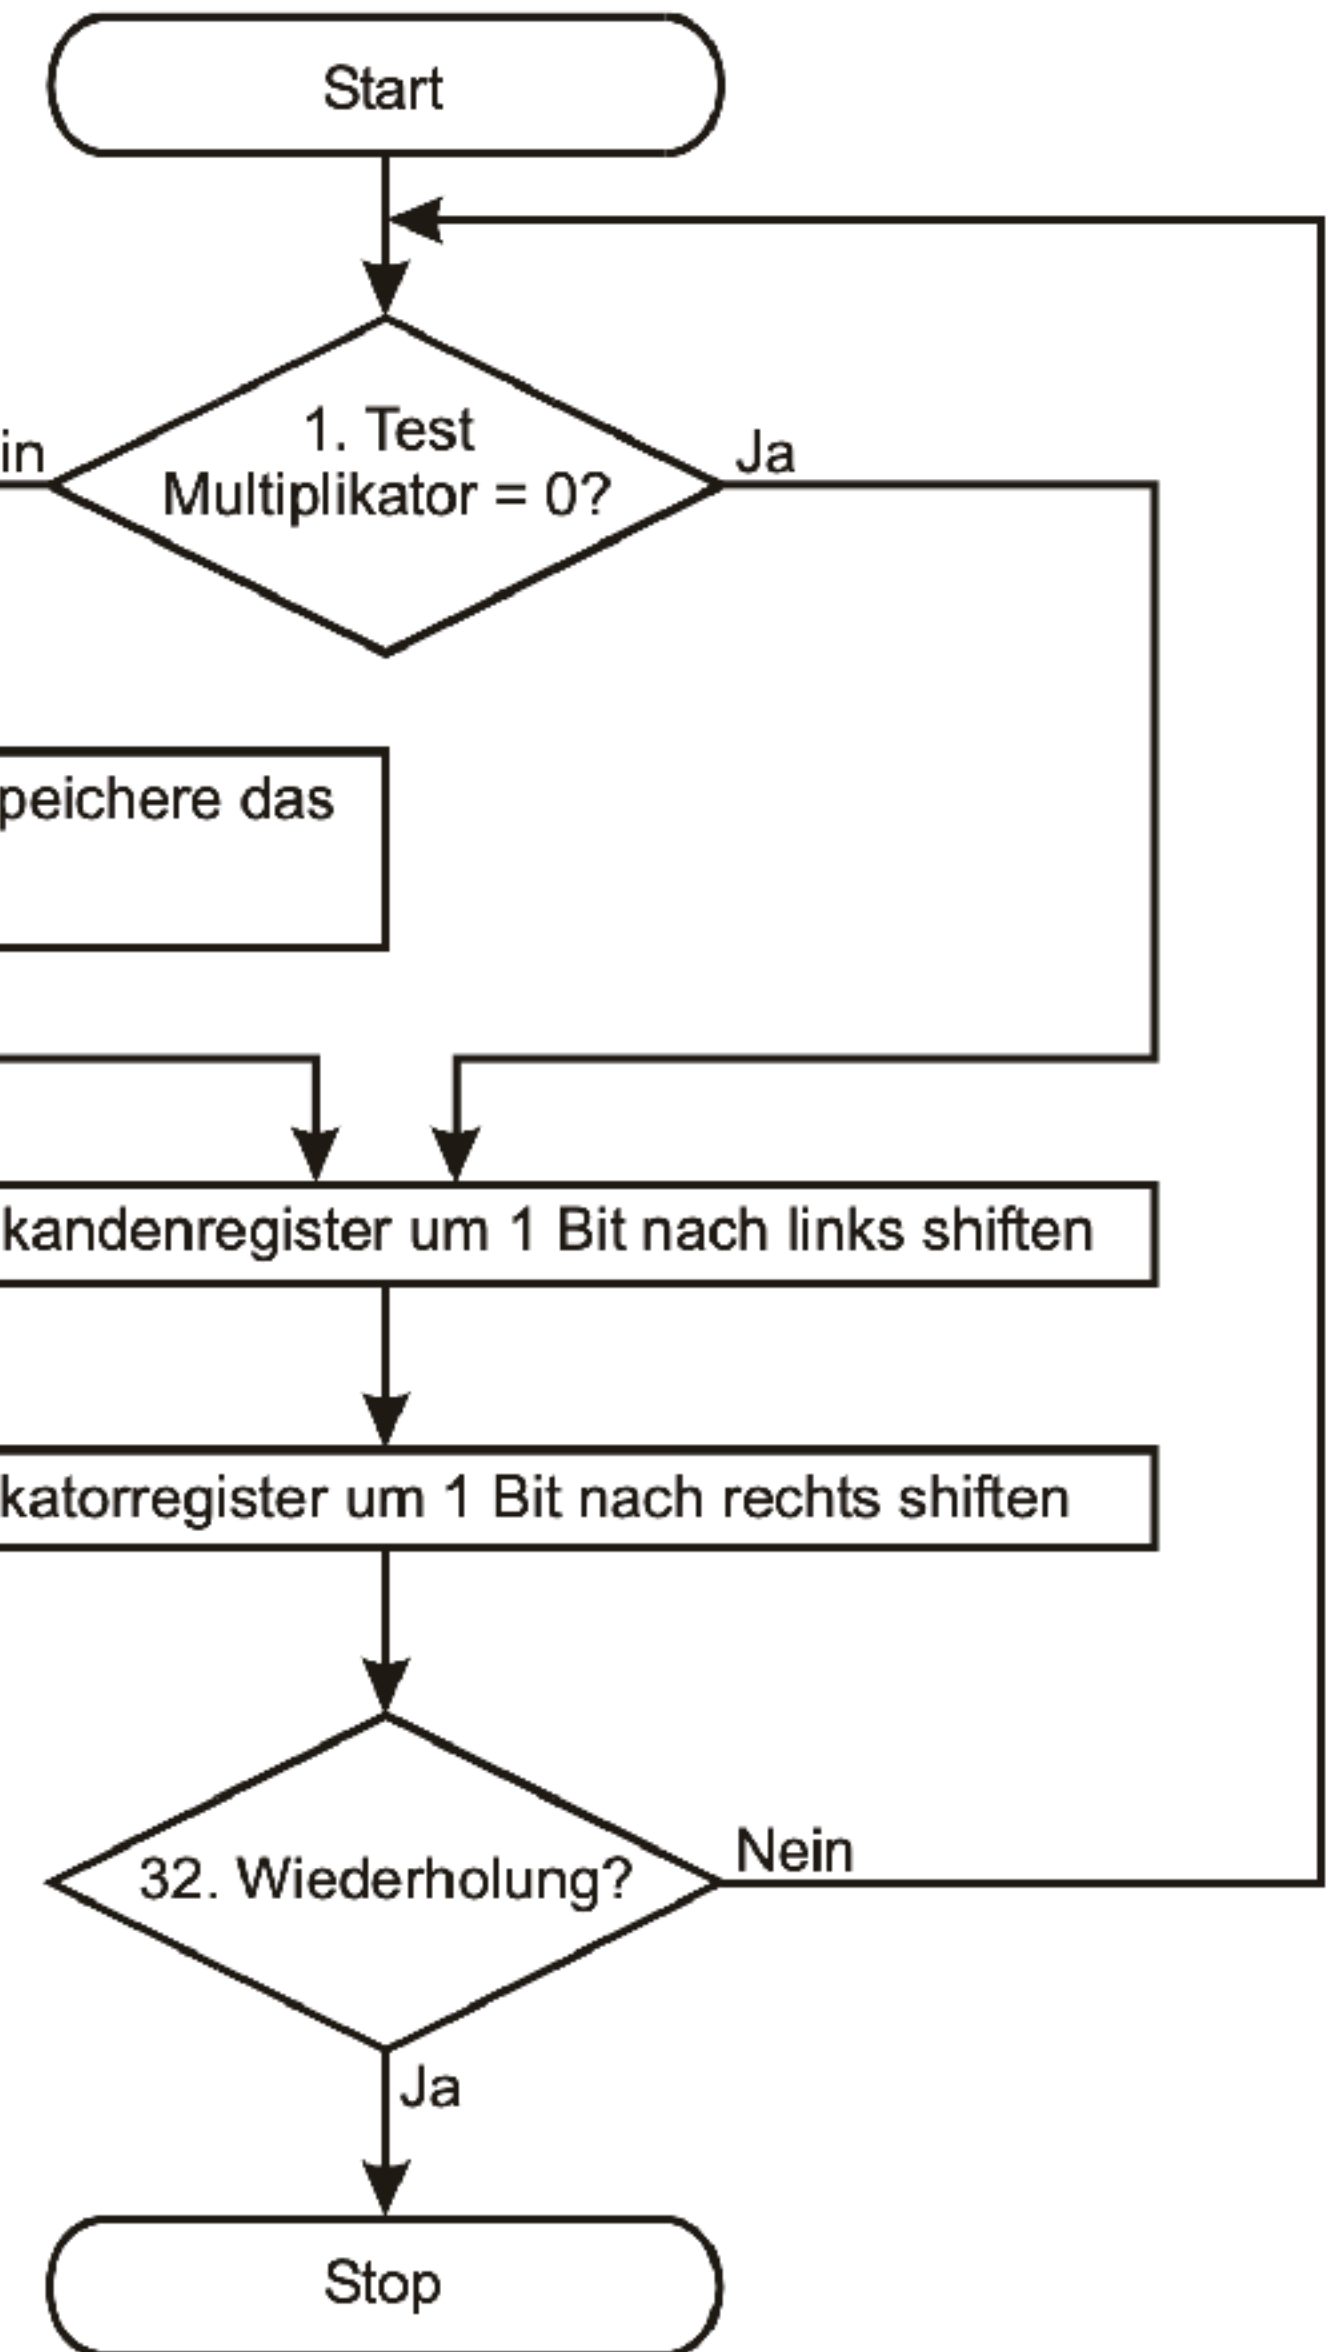 Start
1. Test
in
Ja
Multiplikator = 0?
peichere das
kandenregister um 1 Bit nach links shiften
katorregister um 1 Bit nach rechts shiften
32. Wiederholung?
Nein
Ja
Stop